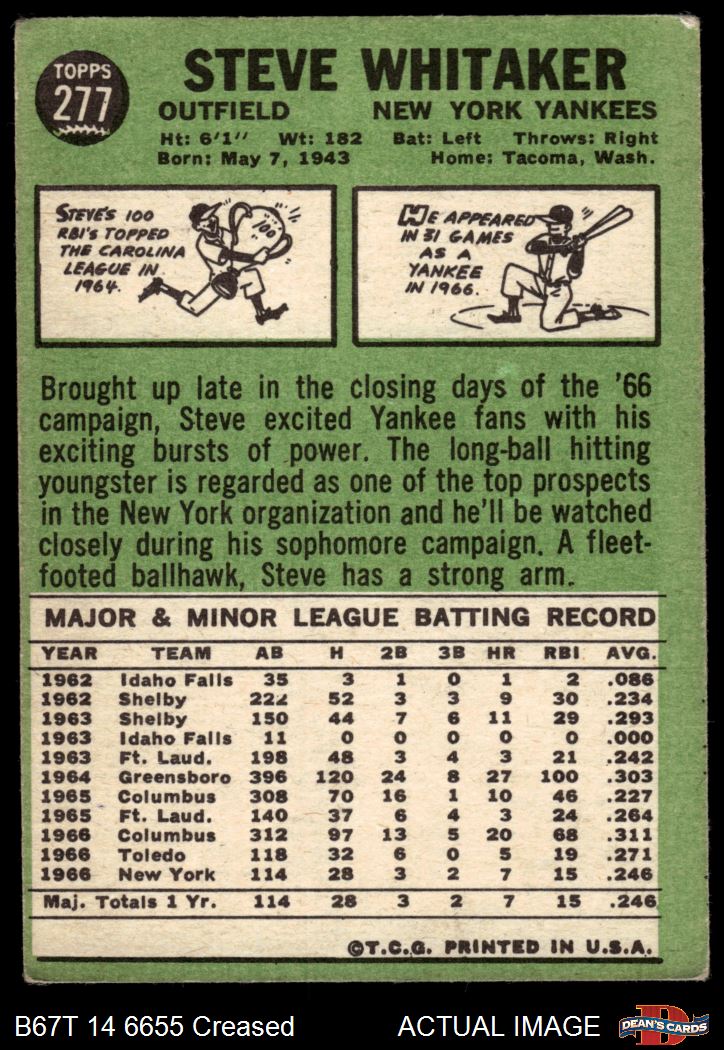 TOPPS
277
STEVE WHITAKER
OUTFIELD NEW YORK YANKEES
Ht: 6'1" Wt: 182 Bat: Left Throws: Right
Born: May 7, 1943 Home: Tacoma, Wash.
STEVE'S 100
RBI'S TOPPED
THE CAROLINA
LEAGUE IN
1964.
100
HE APPEARED
IN 31 GAMES
AS A
YANKEE
IN 1966.
Brought up late in the closing days of the '66
campaign, Steve excited Yankee fans with his
exciting bursts of power. The long-ball hitting
youngster is regarded as one of the top prospects
in the New York organization and he'll be watched
closely during his sophomore campaign. A fleet-
footed ballhawk, Steve has a strong arm.
MAJOR & MINOR LEAGUE BATTING RECORD
YEAR TEAM AB H 2B 3B HR RBI AVG.
1962 Idaho Falls 35 3 1 0 1 2 .086
1962 Shelby 222 52 3 3 9 30 .234
1963 Shelby 150 44 7 6 11 29 .293
1963 Idaho Falls 11 0 0 0 0 0 .000
1963 Ft. Laud. 198 48 3 4 3 21 .242
1964 Greensboro 396 120 24 8 27 100 .303
1965 Columbus 308 70 16 1 10 46 .227
1965 Ft. Laud. 140 37 6 4 3 24 .264
1966 Columbus 312 97 13 5 20 68 .311
1966 Toledo 118 32 6 0 5 19 .271
1966 New York 114 28 3 2 7 15 .246
Maj. Totals 1 Yr. 114 28 3 2 7 15 .246
©T.C.G. PRINTED IN U.S.A.
B67T 14 6655 Creased ACTUAL IMAGE
D
DEAN'S CARDS